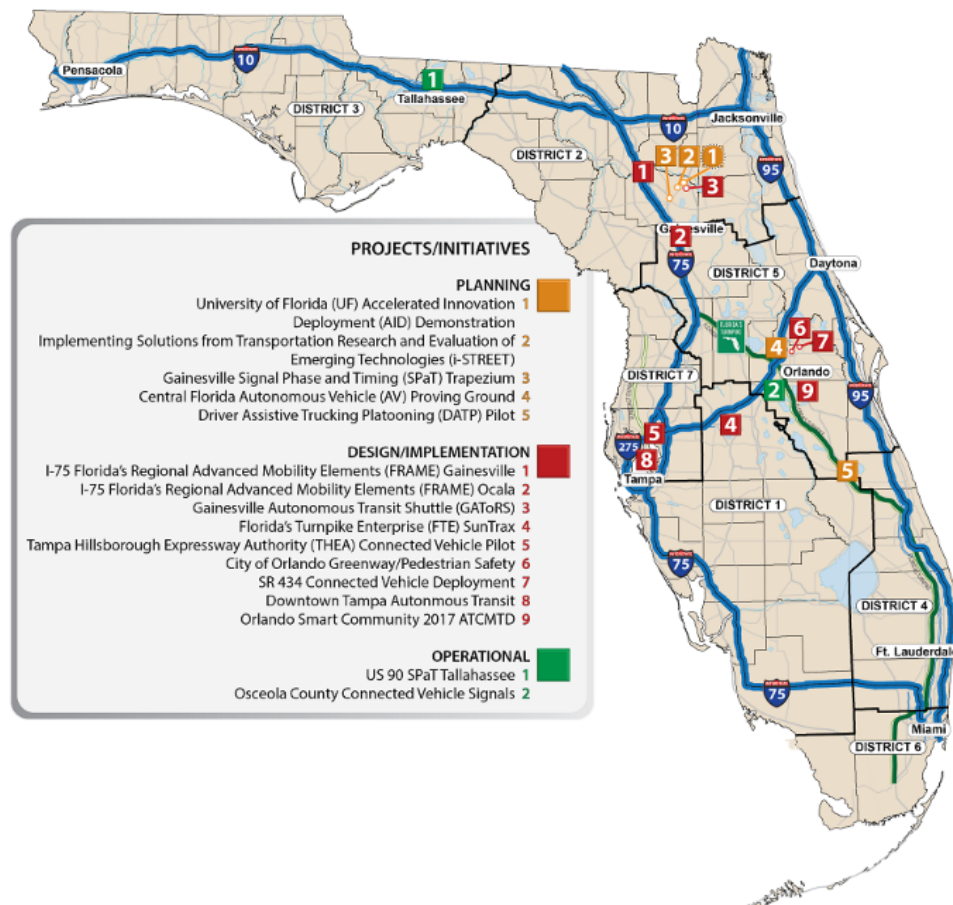 Pensacola
10
1
Tallahassee
DISTRICT 3
DISTRICT 2
10
Jacksonville
95
3 2 1
1
3
Gainesville
2
75
DISTRICT 5
Daytona
FLORIDA'S
TURNPIKE
6
7
4
Orlando
DISTRICT 7
2
9
95
4
5
275
8
Tampa
5
DISTRICT 1
75
DISTRICT 4
Ft. Lauderdal
75
Miami
DISTRICT 6
PROJECTS/INITIATIVES
PLANNING
University of Florida (UF) Accelerated Innovation 1
Deployment (AID) Demonstration
Implementing Solutions from Transportation Research and Evaluation of 2
Emerging Technologies (i-STREET)
Gainesville Signal Phase and Timing (SPaT) Trapezium 3
Central Florida Autonomous Vehicle (AV) Proving Ground 4
Driver Assistive Trucking Platooning (DATP) Pilot 5
DESIGN/IMPLEMENTATION
I-75 Florida's Regional Advanced Mobility Elements (FRAME) Gainesville 1
I-75 Florida's Regional Advanced Mobility Elements (FRAME) Ocala 2
Gainesville Autonomous Transit Shuttle (GAToRS) 3
Florida's Turnpike Enterprise (FTE) SunTrax 4
Tampa Hillsborough Expressway Authority (THEA) Connected Vehicle Pilot 5
City of Orlando Greenway/Pedestrian Safety 6
SR 434 Connected Vehicle Deployment 7
Downtown Tampa Autonmous Transit 8
Orlando Smart Community 2017 ATCMTD 9
OPERATIONAL
US 90 SPaT Tallahassee 1
Osceola County Connected Vehicle Signals 2